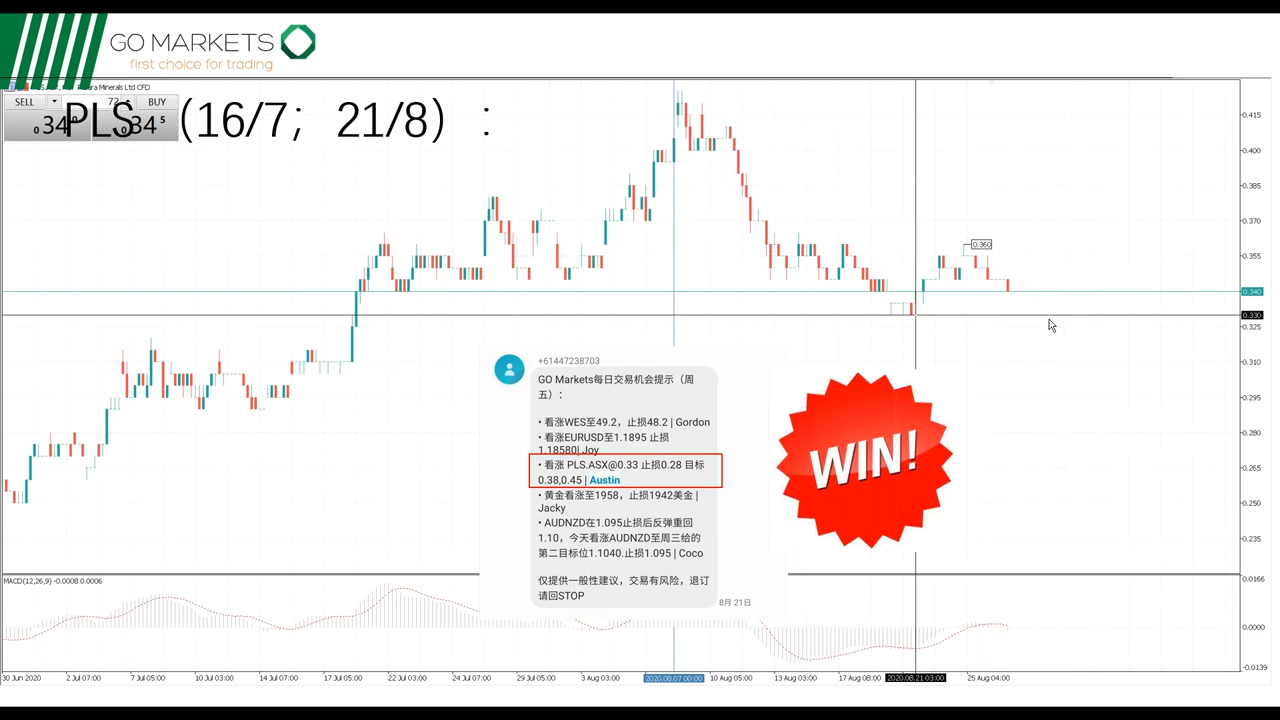 GO MARKETS
first choice for trading
Minerals Ltd CFD
SELL
72
BUY
0 34 0
0 34 5
PLS (16/7; 21/8) :
0.415
0.400
0.385
0.370
0.360
0.355
0.340
0.330
0.325
0.310
0.295
0.280
0.265
0.250
0.235
+61447238703
GO Markets每日交易机会提示（周
五）：
• 看涨WES至49.2，止损48.2 | Gordon
• 看涨EURUSD至1.1895 止损
1.18580| Joy
• 看涨 PLS.ASX@0.33 止损0.28 目标
0.38,0.45 | Austin
• 黄金看涨至1958，止损1942美金 |
Jacky
• AUDNZD在1.095止损后反弹重回
1.10，今天看涨AUDNZD至周三给的
第二目标位1.1040.止损1.095 | Coco
仅提供一般性建议，交易有风险，退订
请回STOP
8月 21日
WIN!
MACD(12,26,9) -0.0008 0.0006
0.0166
0.0000
-0.0139
30 Jun 2020
2 Jul 07:00
7 Jul 05:00
10 Jul 03:00
14 Jul 07:00
17 Jul 05:00
22 Jul 03:00
24 Jul 07:00
29 Jul 05:00
3 Aug 03:00
2020.08.07 00:00
10 Aug 05:00
13 Aug 03:00
17 Aug 08:00
2020.08.21 03:00
25 Aug 04:00